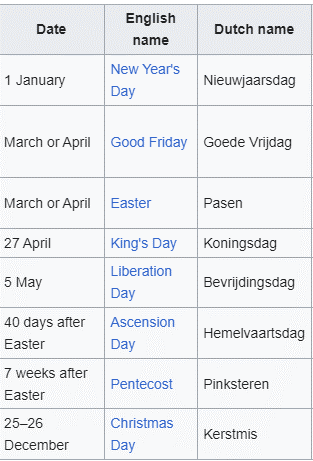 Date English name Dutch name
1 January New Year's Day Nieuwjaarsdag
March or April Good Friday Goede Vrijdag
March or April Easter Pasen
27 April King's Day Koningsdag
5 May Liberation Day Bevrijdingsdag
40 days after Easter Ascension Day Hemelvaartsdag
7 weeks after Easter Pentecost Pinksteren
25–26 December Christmas Day Kerstmis